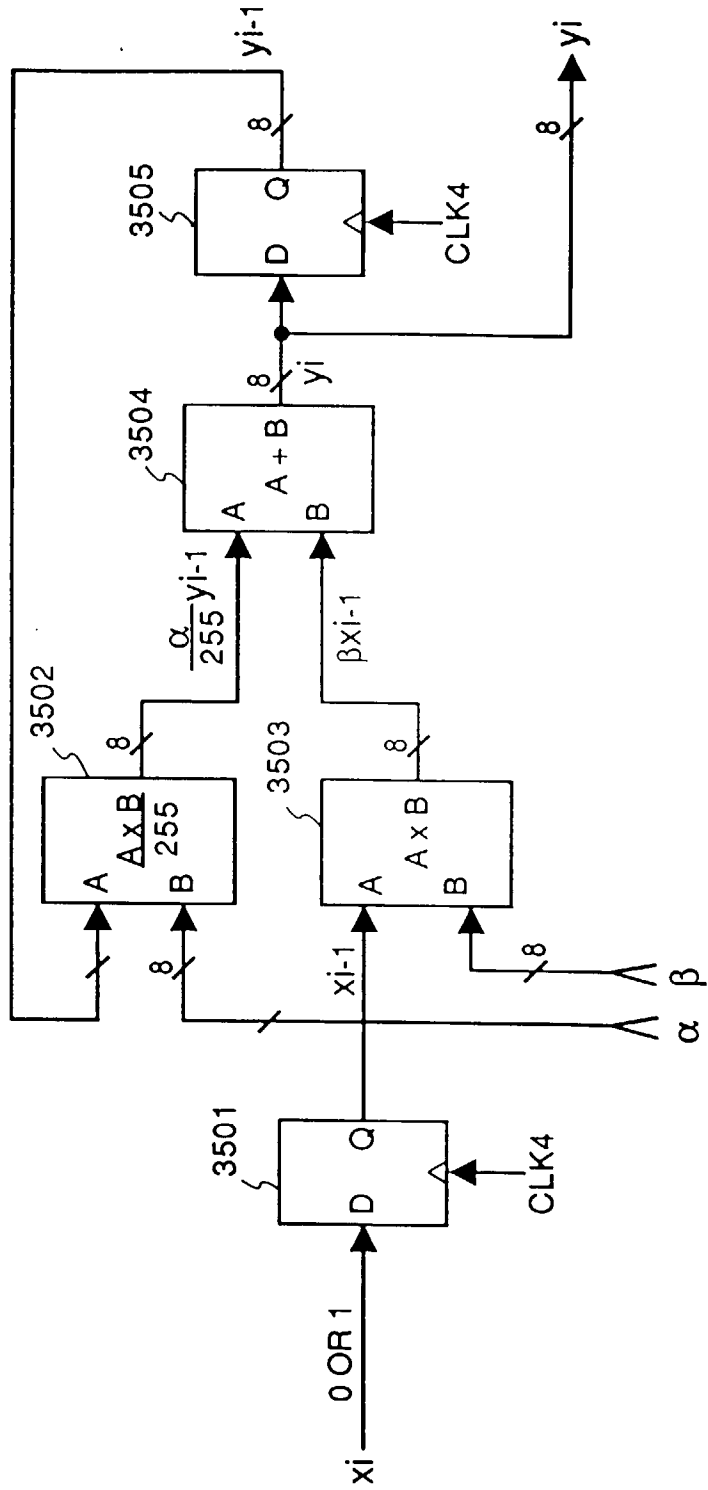 xi
0 OR 1
3501
D Q
CLK4
xi-1
α
β
8
8
3502
A
B
A x B
255
8
3503
A
B
A x B
8
α
255
yi-1
βxi-1
3504
A
B
A + B
8
yi
3505
D Q
CLK4
8
yi-1
8
yi